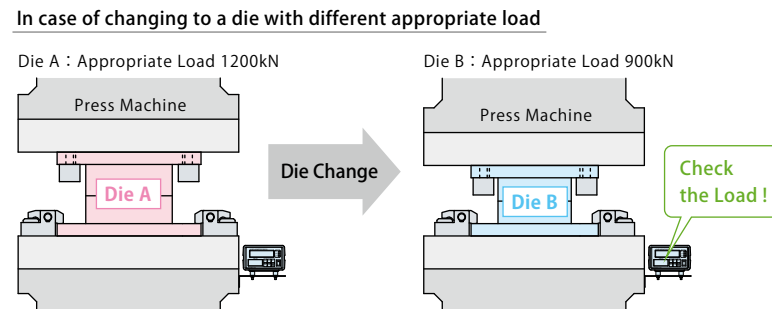 In case of changing to a die with different appropriate load
Die A：Appropriate Load 1200kN
Die B：Appropriate Load 900kN
Press Machine
Press Machine
Die Change
Check
the Load !
Die A
Die B